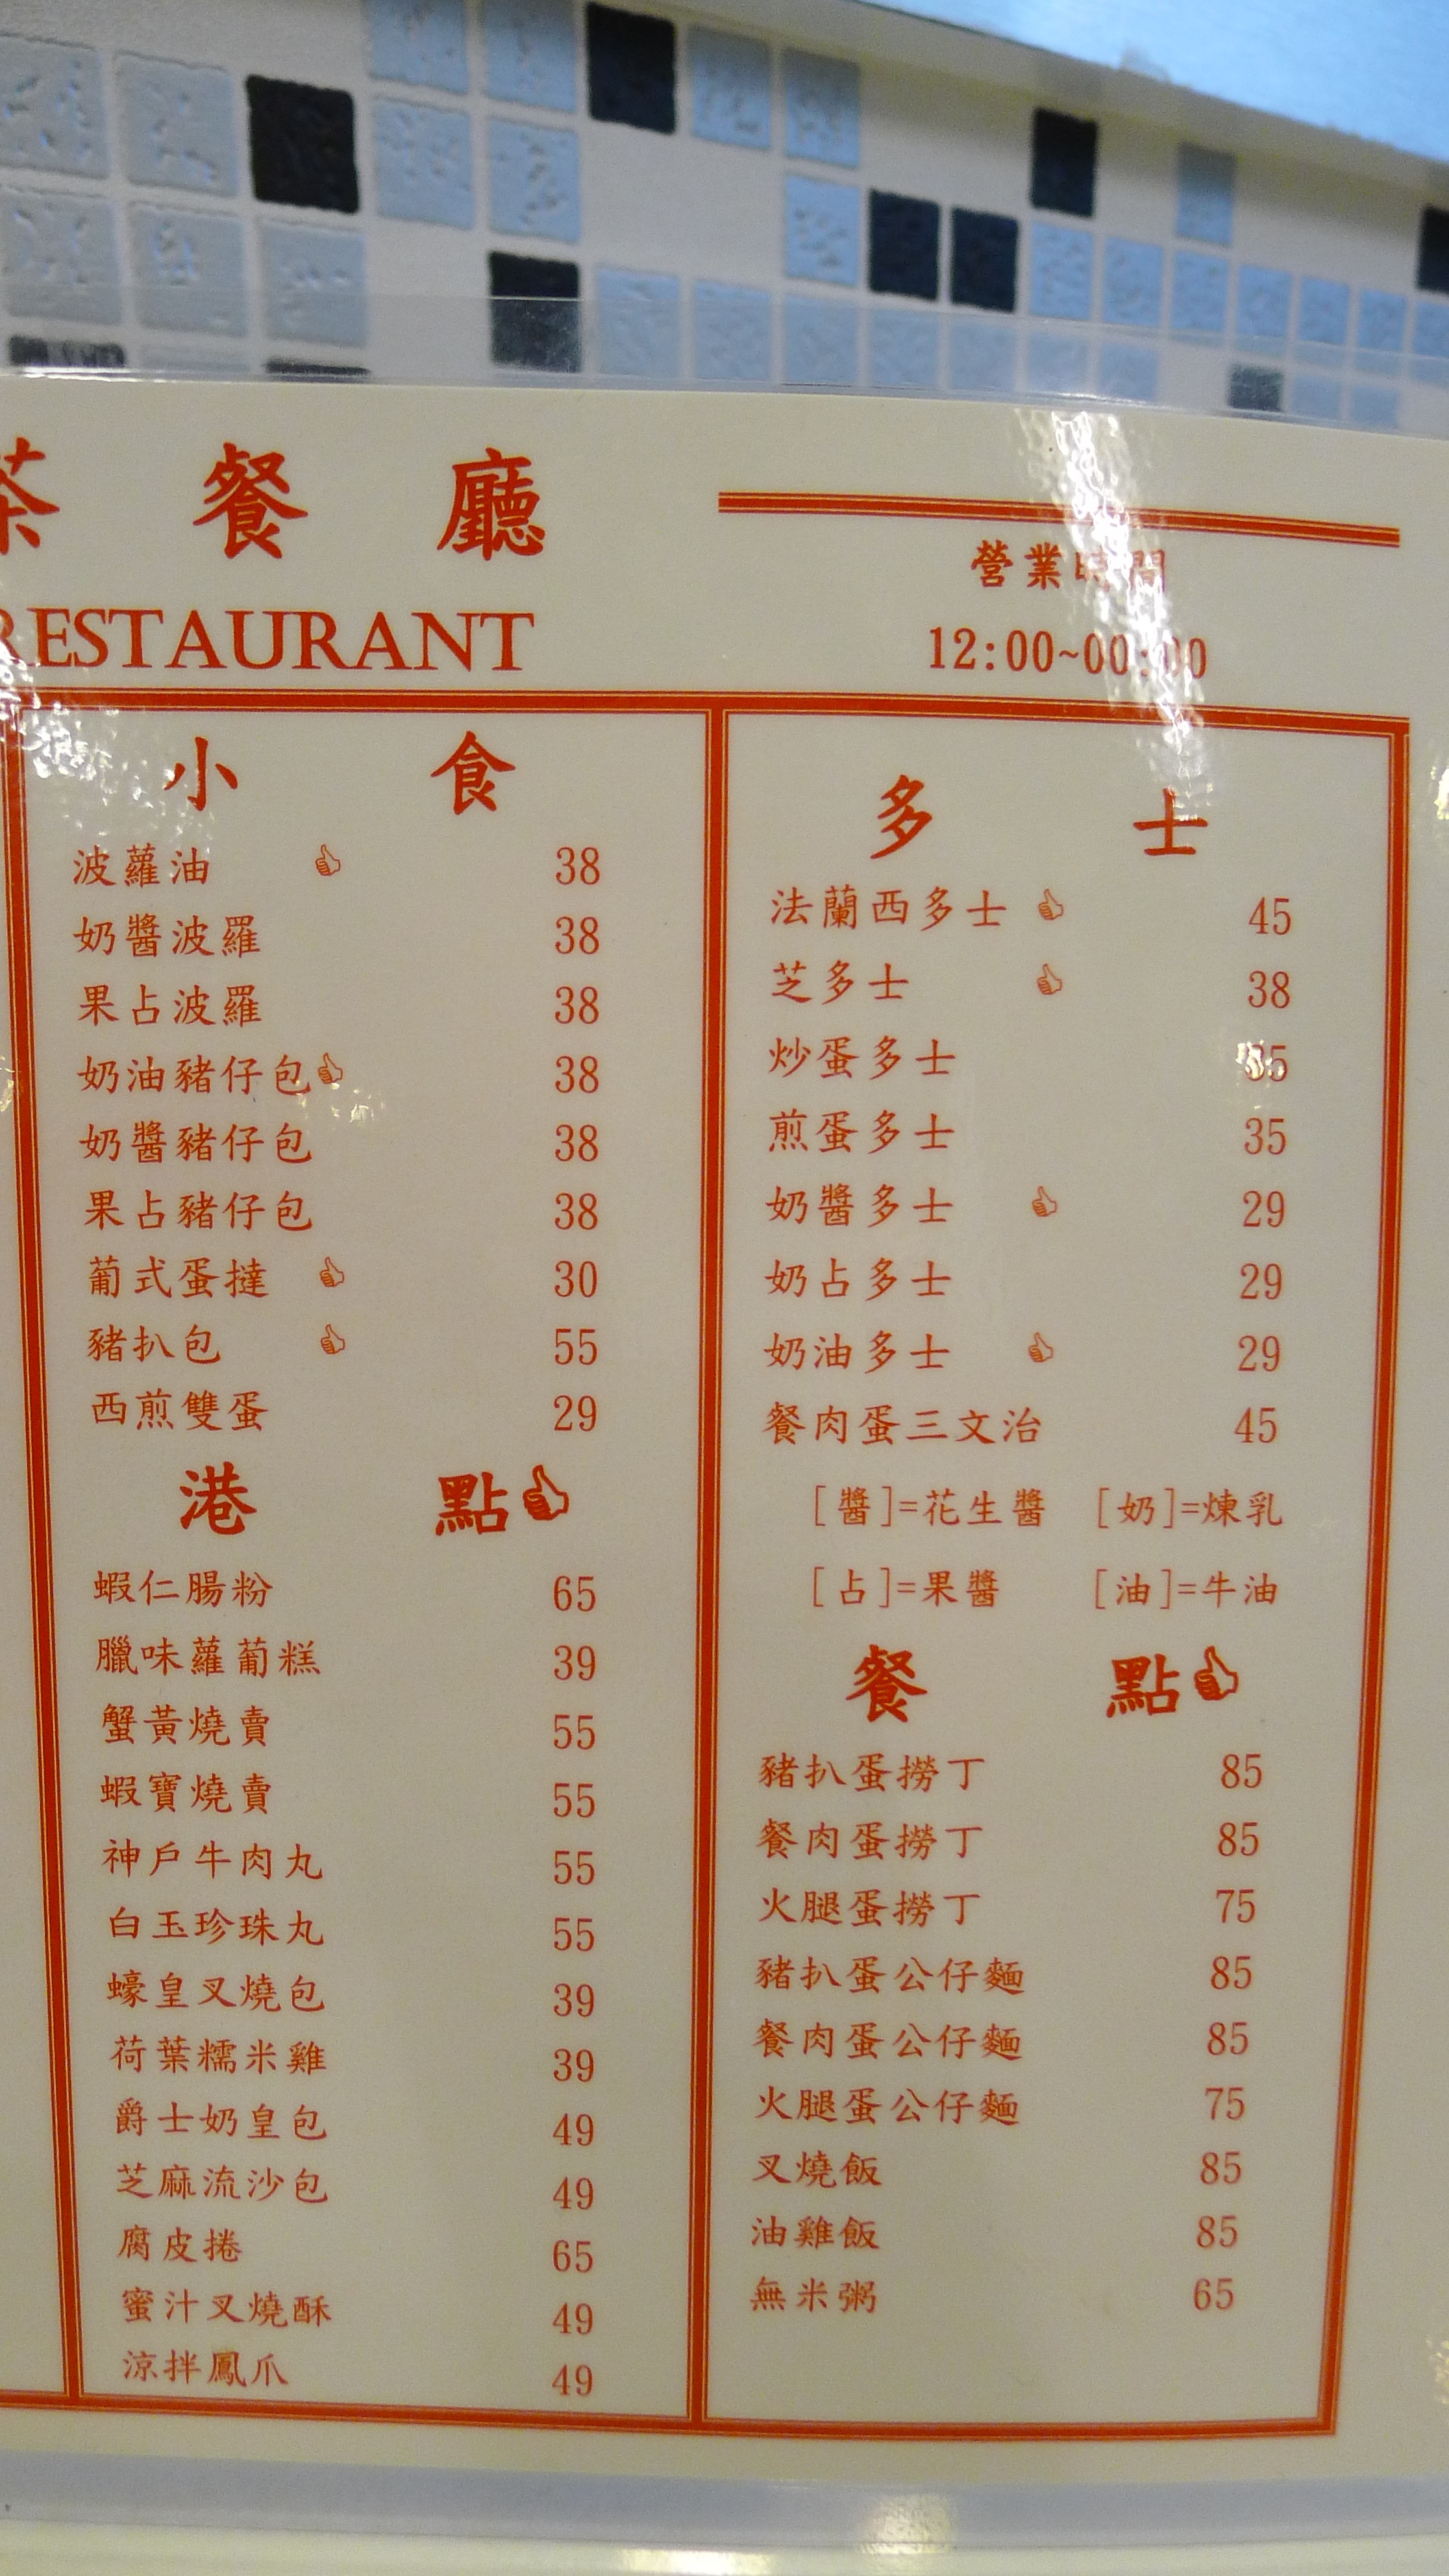 茶餐廳
RESTAURANT
營業時間
12:00~00:00
小食
波蘿油 👍 38
奶醬波羅 38
果占波羅 38
奶油豬仔包👍 38
奶醬豬仔包 38
果占豬仔包 38
葡式蛋撻 👍 30
豬扒包 👍 55
西煎雙蛋 29
港點👍
蝦仁腸粉 65
臘味蘿葡糕 39
蟹黃燒賣 55
蝦寶燒賣 55
神戶牛肉丸 55
白玉珍珠丸 55
蠔皇叉燒包 39
荷葉糯米雞 39
爵士奶皇包 49
芝麻流沙包 49
腐皮捲 65
蜜汁叉燒酥 49
涼拌鳳爪 49
多士
法蘭西多士 👍 45
芝多士 👍 38
炒蛋多士 35
煎蛋多士 35
奶醬多士 👍 29
奶占多士 29
奶油多士 👍 29
餐肉蛋三文治 45
[醬]=花生醬 [奶]=煉乳
[占]=果醬 [油]=牛油
餐點👍
豬扒蛋撈丁 85
餐肉蛋撈丁 85
火腿蛋撈丁 75
豬扒蛋公仔麵 85
餐肉蛋公仔麵 85
火腿蛋公仔麵 75
叉燒飯 85
油雞飯 85
無米粥 65